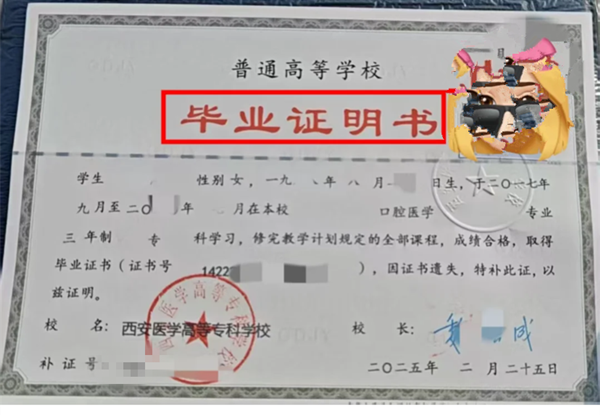 普通高等学校
毕业证明书
学生 性别女，一九 年 八 月 日生，于二〇一七年
九月至二〇 年 月在本校 口腔医学 专业
三 年制 专 科学习，修完教学计划规定的全部课程，成绩合格，取得
毕业证书（证书号 1422 ），因证书遗失，特补此证，以
兹证明。
校 名：西安医学高等专科学校 校 长： 成
补 证 号 二〇二五年 二 月 二十五日